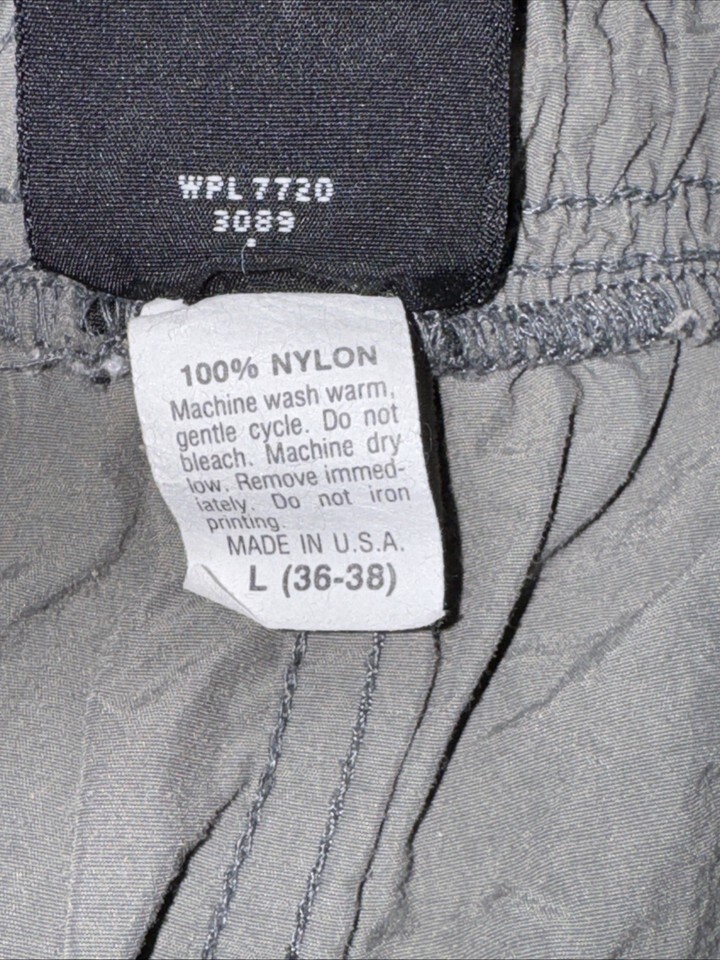 WPL 7720
3089
100% NYLON
Machine wash warm,
gentle cycle. Do not
bleach. Machine dry
low. Remove immed-
iately. Do not iron
printing.
MADE IN U.S.A.
L (36-38)